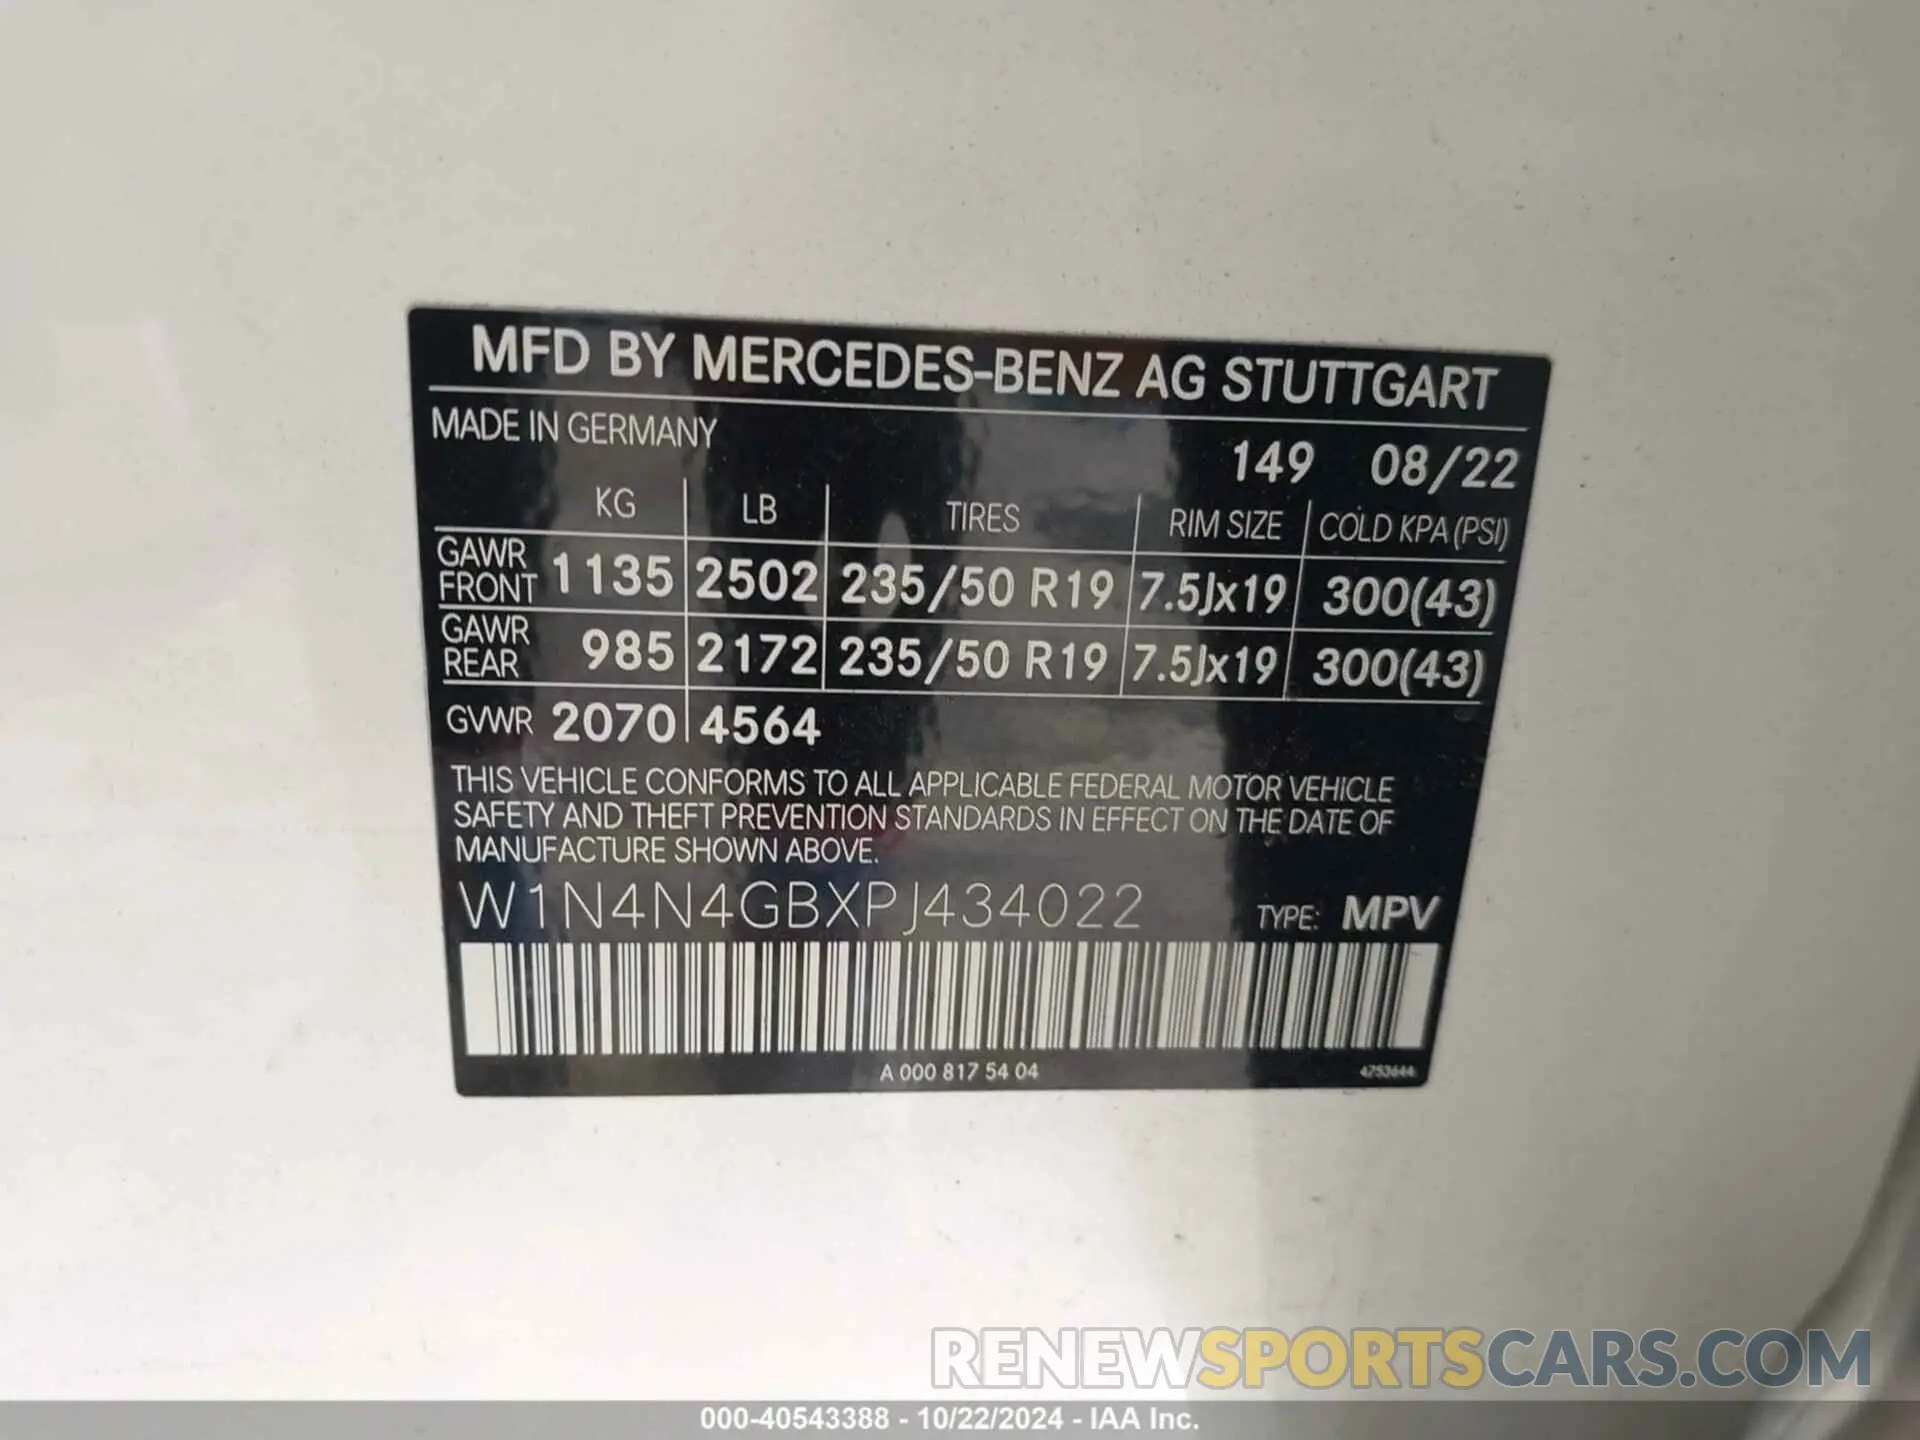 MFD BY MERCEDES-BENZ AG STUTTGART
MADE IN GERMANY
149 08/22
KG LB TIRES RIM SIZE COLD KPA (PSI)
GAWR FRONT 1135 2502 235/50 R19 7.5Jx19 300(43)
GAWR REAR 985 2172 235/50 R19 7.5Jx19 300(43)
GVWR 2070 4564
THIS VEHICLE CONFORMS TO ALL APPLICABLE FEDERAL MOTOR VEHICLE
SAFETY AND THEFT PREVENTION STANDARDS IN EFFECT ON THE DATE OF
MANUFACTURE SHOWN ABOVE.
W1N4N4GBXPJ434022 TYPE: MPV
A 000 817 54 04 4753644
RENEWSPORTSCARS.COM
000-40543388 - 10/22/2024 - IAA Inc.